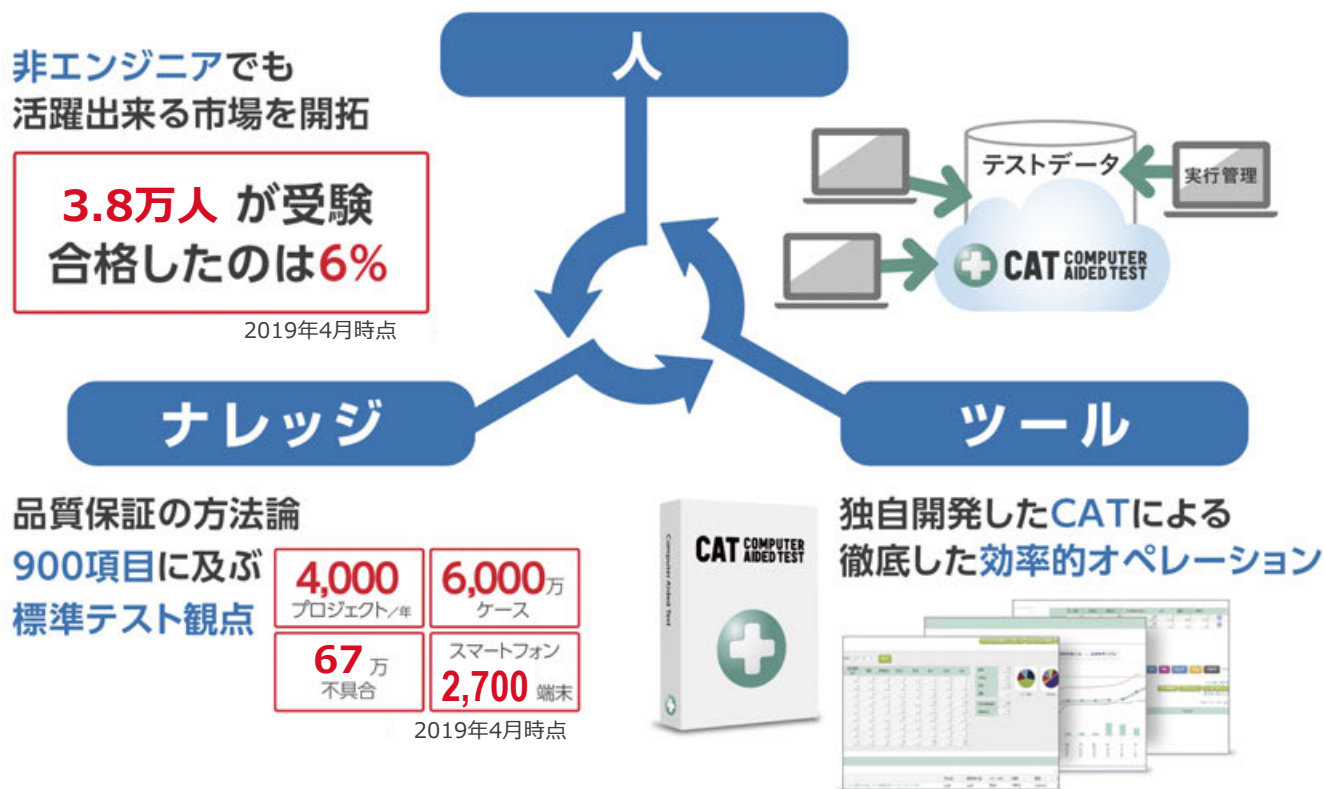 人
非エンジニアでも
活躍出来る市場を開拓
3.8万人 が受験
合格したのは6%
2019年4月時点
テストデータ
実行管理
CAT COMPUTER
AIDED TEST
ナレッジ
ツール
品質保証の方法論
900項目に及ぶ
標準テスト観点
4,000
プロジェクト/年
6,000万
ケース
67万
不具合
スマートフォン
2,700 端末
2019年4月時点
CAT COMPUTER
AIDED TEST
Computer Aided Test
独自開発したCATによる
徹底した効率的オペレーション